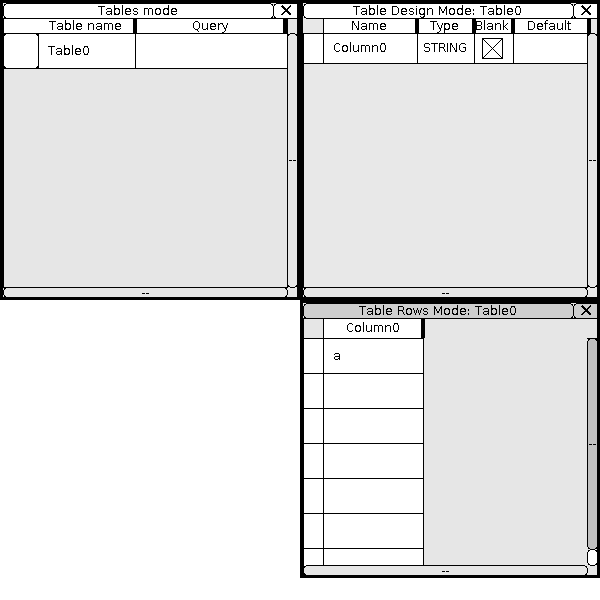 Tables mode
Table name Query
Table0
Table Design Mode: Table0
Name Type Blank Default
Column0 STRING
Table Rows Mode: Table0
Column0
a